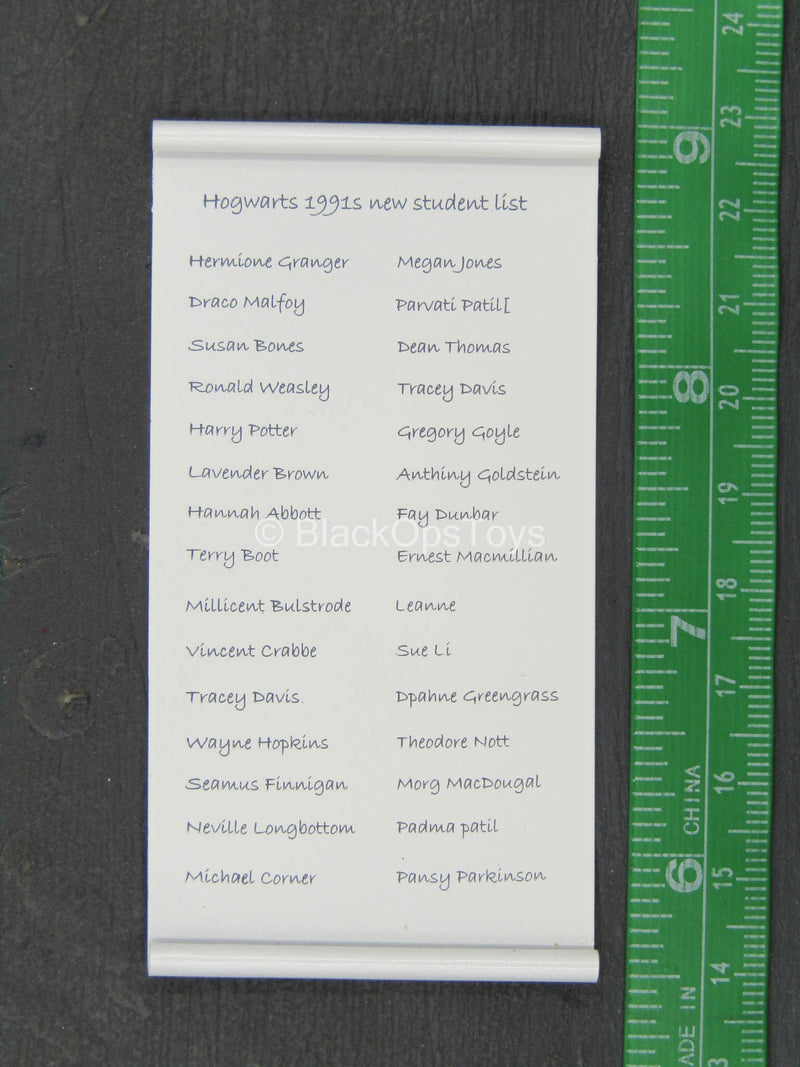 Hogwarts 1991s new student list
Hermione Granger
Draco Malfoy
Susan Bones
Ronald Weasley
Harry Potter
Lavender Brown
Hannah Abbott
Terry Boot
Millicent Bulstrode
Vincent Crabbe
Tracey Davis
Wayne Hopkins
Seamus Finnigan
Neville Longbottom
Michael Corner
Megan Jones
Parvati Patil[
Dean Thomas
Tracey Davis
Gregory Goyle
Anthiny Goldstein
Fay Dunbar
Ernest Macmillian
Leanne
Sue Li
Dpahne Greengrass
Theodore Nott
Morg MacDougal
Padma patil
Pansy Parkinson
© BlackOpsToys
24
23
9
22
21
8
20
19
18
7
17
16
CHINA
6
15
14
ADE IN
3